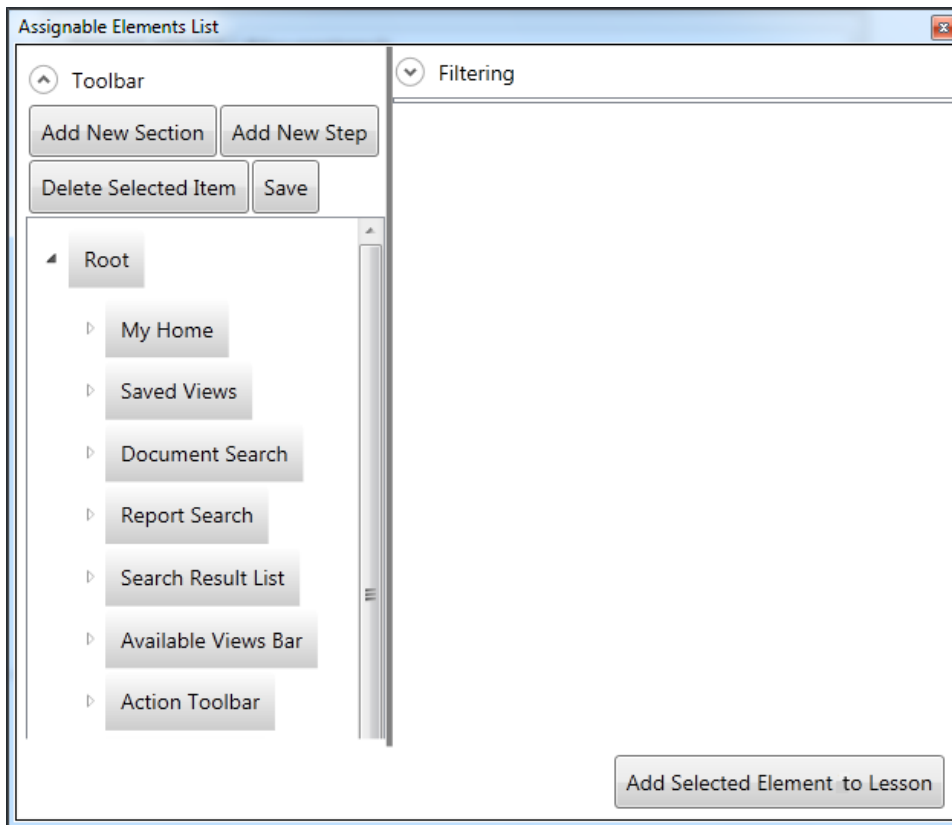 Assignable Elements List
Toolbar
Filtering
Add New Section
Add New Step
Delete Selected Item
Save
Root
My Home
Saved Views
Document Search
Report Search
Search Result List
Available Views Bar
Action Toolbar
Add Selected Element to Lesson